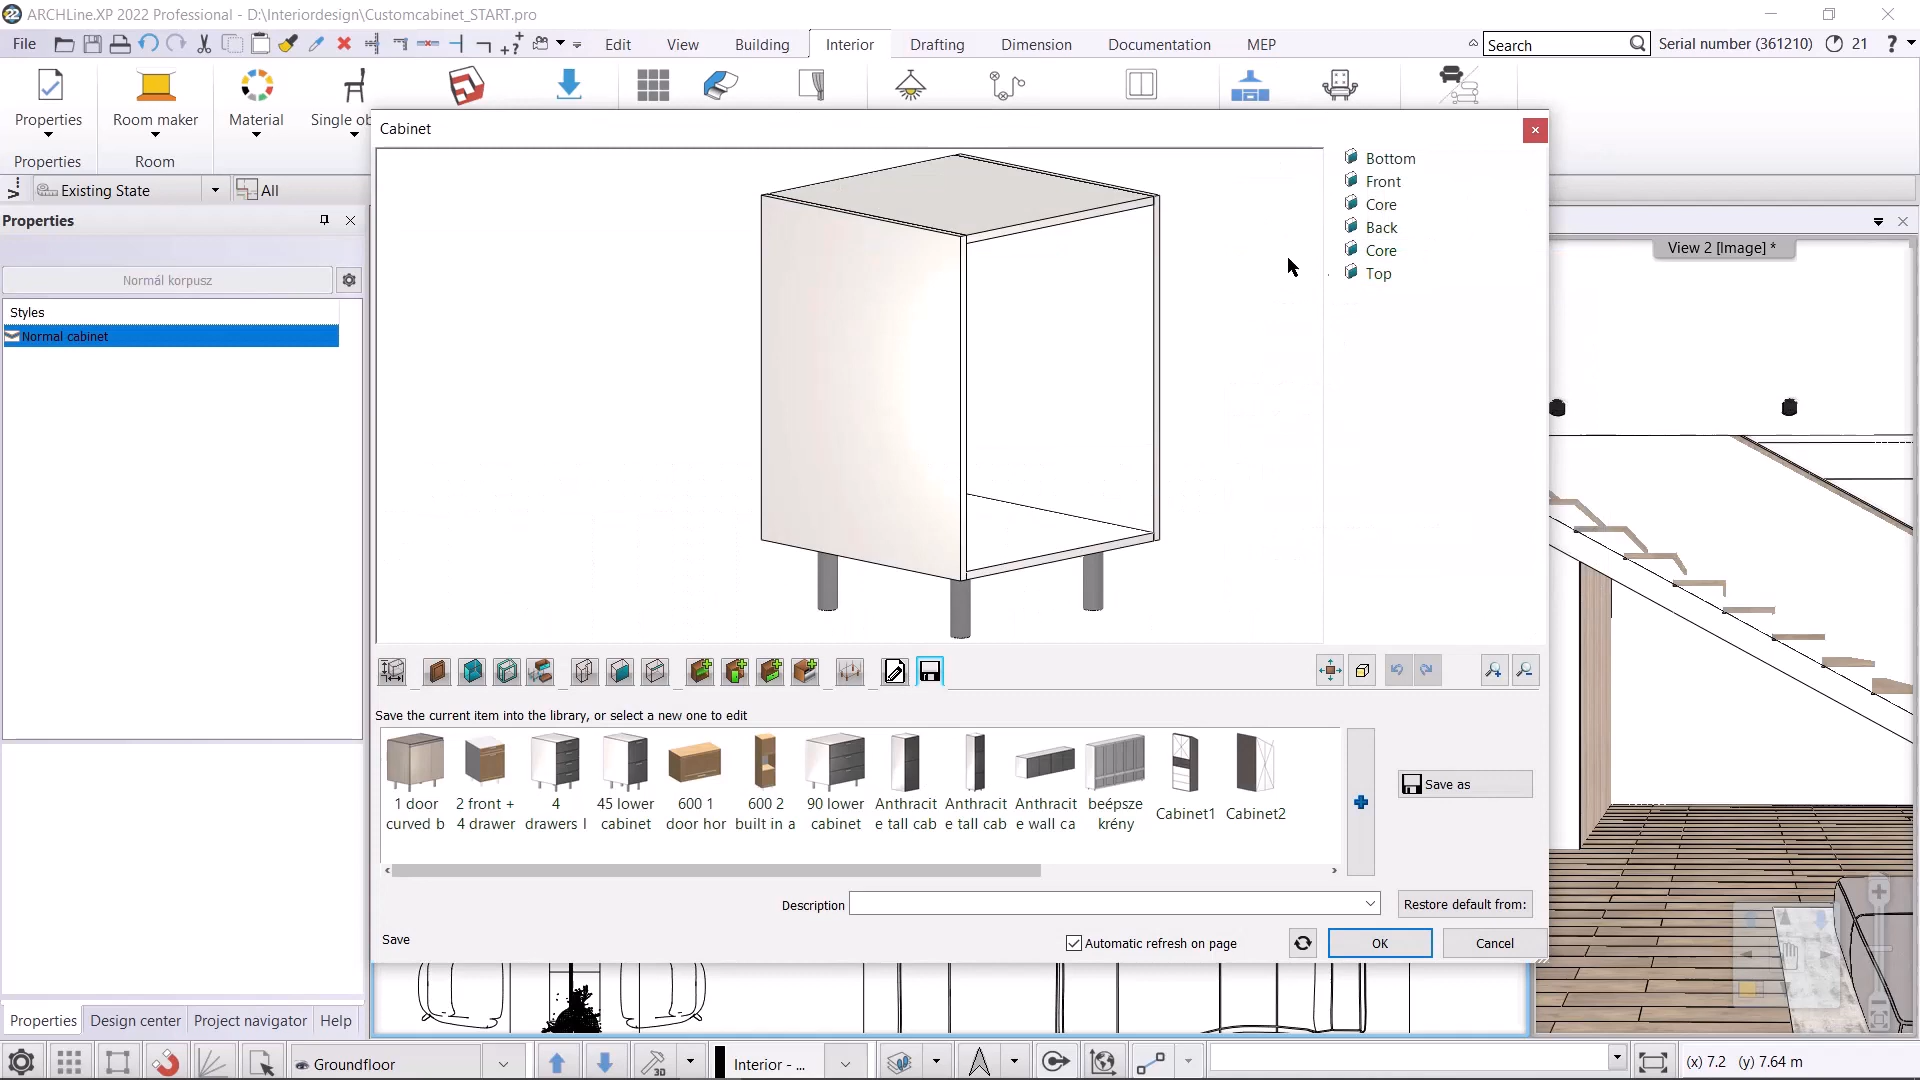 ARCHLine.XP 2022 Professional - D:\Interiordesign\Customcabinet_START.pro
File Edit View Building Interior Drafting Dimension Documentation MEP Search Serial number (361210) 21 ?
Properties Room maker Material Single ob
Properties Room
Existing State All
Properties
Normál korpusz
Styles
Normal cabinet
Cabinet
Bottom
Front
Core
Back
Core
Top
View 2 [Image] *
Save the current item into the library, or select a new one to edit
1 door curved b
2 front + 4 drawer
4 drawers l
45 lower cabinet
600 1 door hor
600 2 built in a
90 lower cabinet
Anthracit e tall cab
Anthracit e tall cab
Anthracit e wall ca
beépsze krény
Cabinet1
Cabinet2
Save as
Description
Restore default from:
Save
Automatic refresh on page
OK
Cancel
Properties Design center Project navigator Help
Groundfloor 3D Interior - ... (x) 7.2 (y) 7.64 m